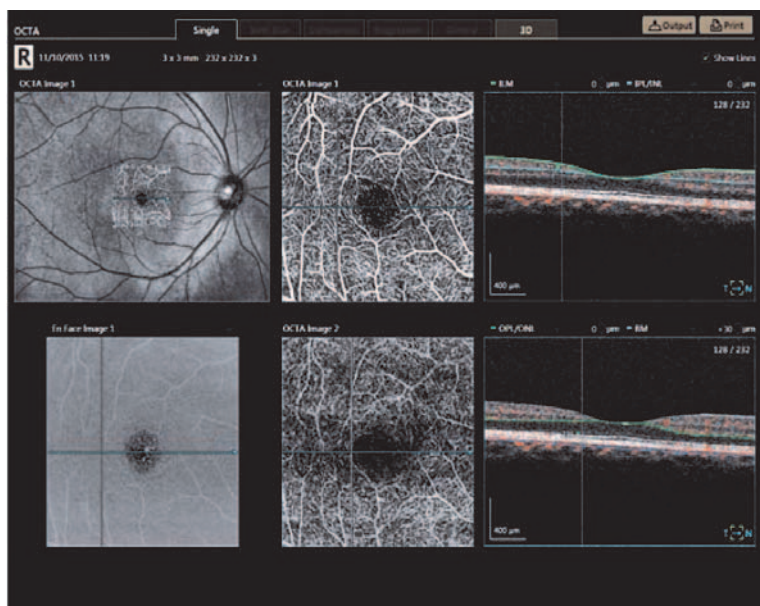 OCTA
Single
3D
Output
Print
R 11/10/2015 11:19 3 x 3 mm 232 x 232 x 3
Show Lines
OCTA Image 1
OCTA Image 1
ILM 0 μm IPL/INL 0 μm
128 / 232
400 μm
T N
En Face Image 1
OCTA Image 2
OPL/ONL 0 μm BM +30 μm
128 / 232
400 μm
T N